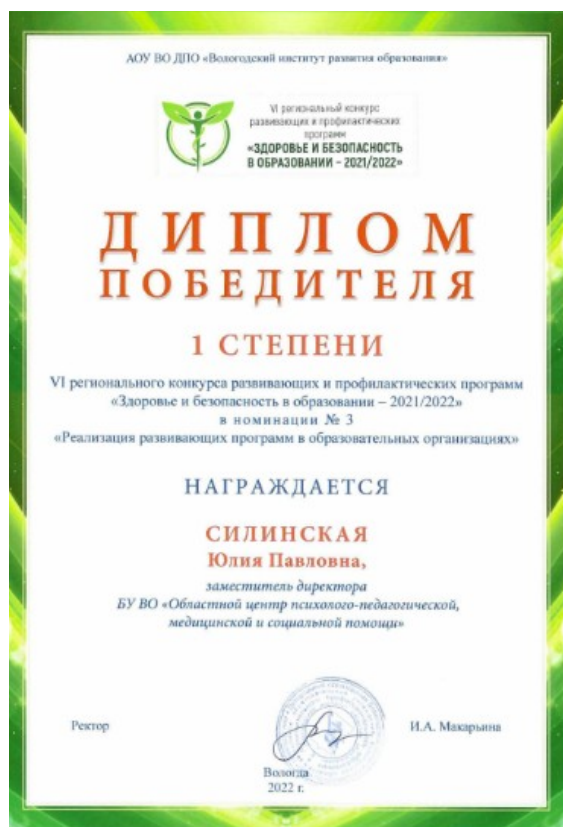 АОУ ВО ДПО «Вологодский институт развития образования»
VI региональный конкурс
развивающих и профилактических
программ
«ЗДОРОВЬЕ И БЕЗОПАСНОСТЬ
В ОБРАЗОВАНИИ – 2021/2022»
ДИПЛОМ
ПОБЕДИТЕЛЯ
1 СТЕПЕНИ
VI регионального конкурса развивающих и профилактических программ
«Здоровье и безопасность в образовании – 2021/2022»
в номинации № 3
«Реализация развивающих программ в образовательных организациях»
НАГРАЖДАЕТСЯ
СИЛИНСКАЯ
Юлия Павловна,
заместитель директора
БУ ВО «Областной центр психолого-педагогической,
медицинской и социальной помощи»
Ректор
И.А. Макарьина
Вологда
2022 г.